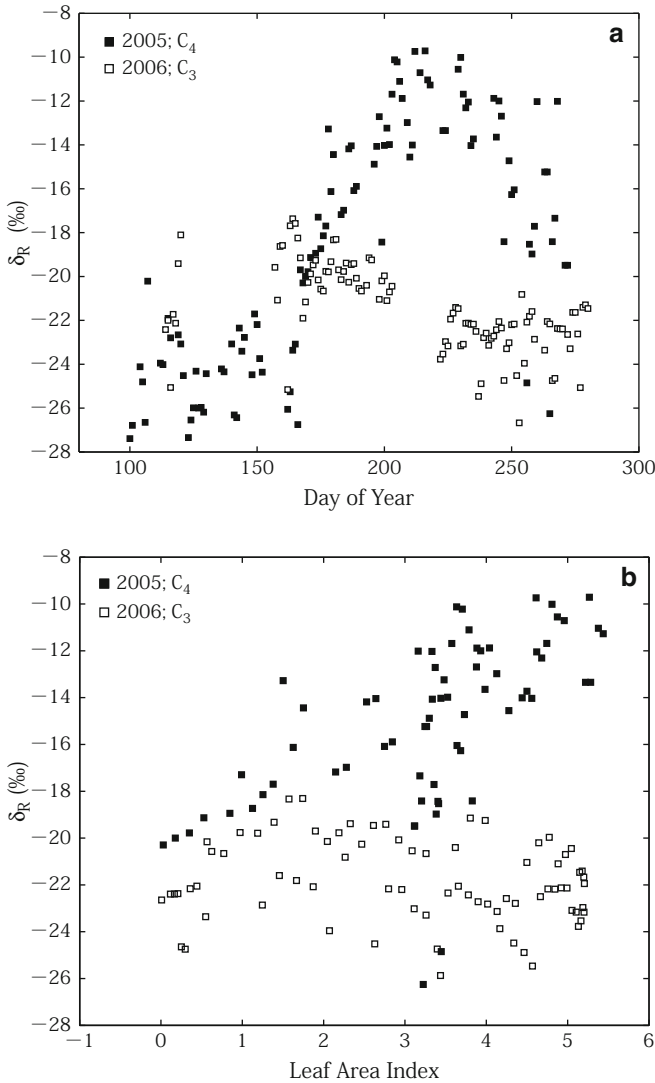 a
2005; C₄
2006; C₃
δR (‰)
−8
−10
−12
−14
−16
−18
−20
−22
−24
−26
−28
100 150 200 250 300
Day of Year
b
2005; C₄
2006; C₃
δR (‰)
−8
−10
−12
−14
−16
−18
−20
−22
−24
−26
−28
−1 0 1 2 3 4 5 6
Leaf Area Index